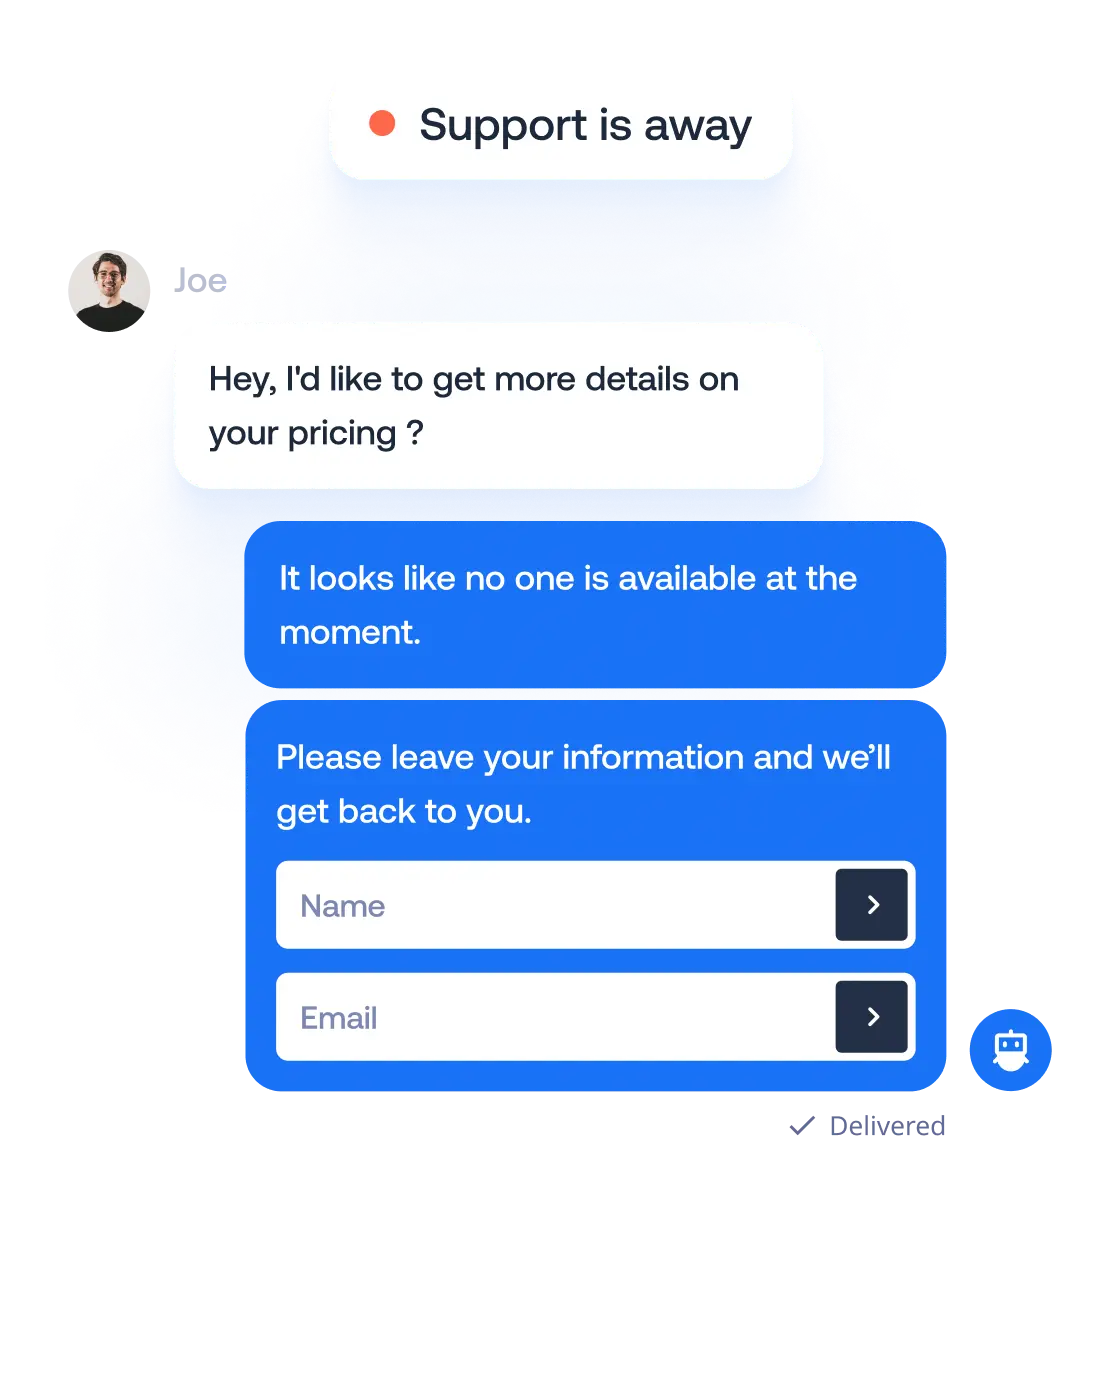 Support is away
Joe
Hey, I'd like to get more details on
your pricing ?
It looks like no one is available at the
moment.
Please leave your information and we’ll
get back to you.
Name
Email
Delivered